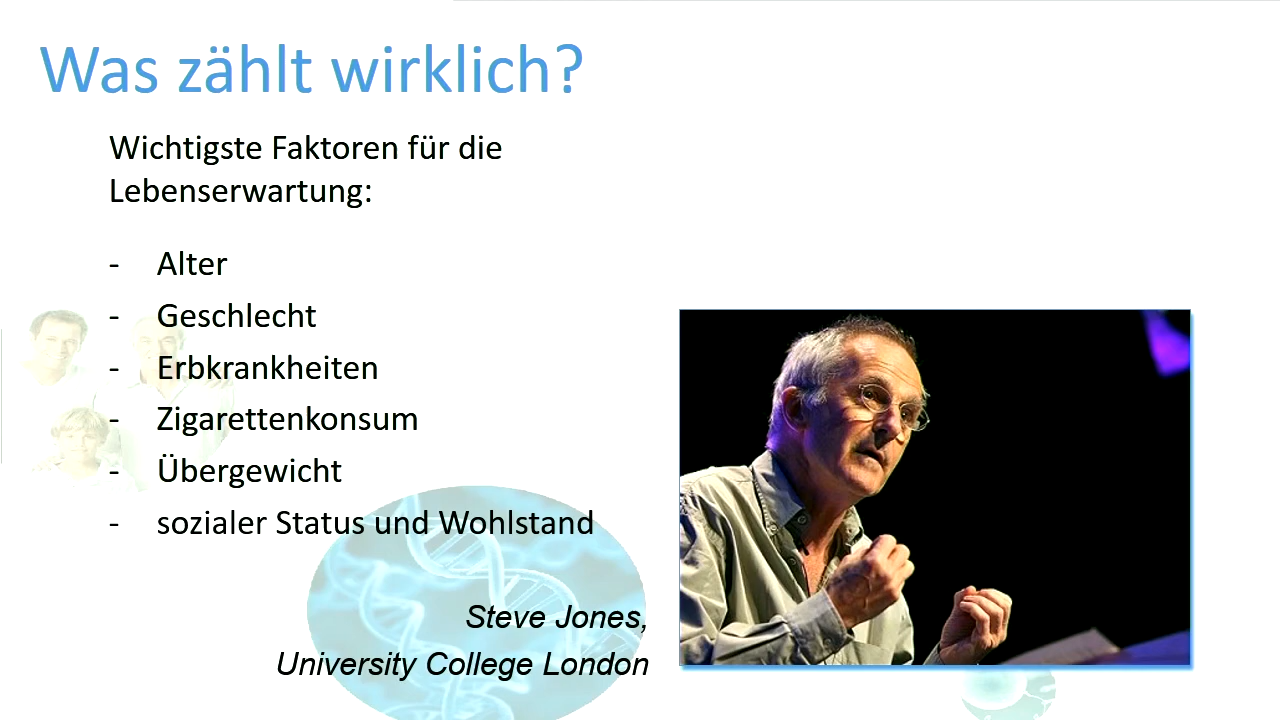 Was zählt wirklich?
Wichtigste Faktoren für die
Lebenserwartung:
- Alter
- Geschlecht
- Erbkrankheiten
- Zigarettenkonsum
- Übergewicht
- sozialer Status und Wohlstand
Steve Jones,
University College London